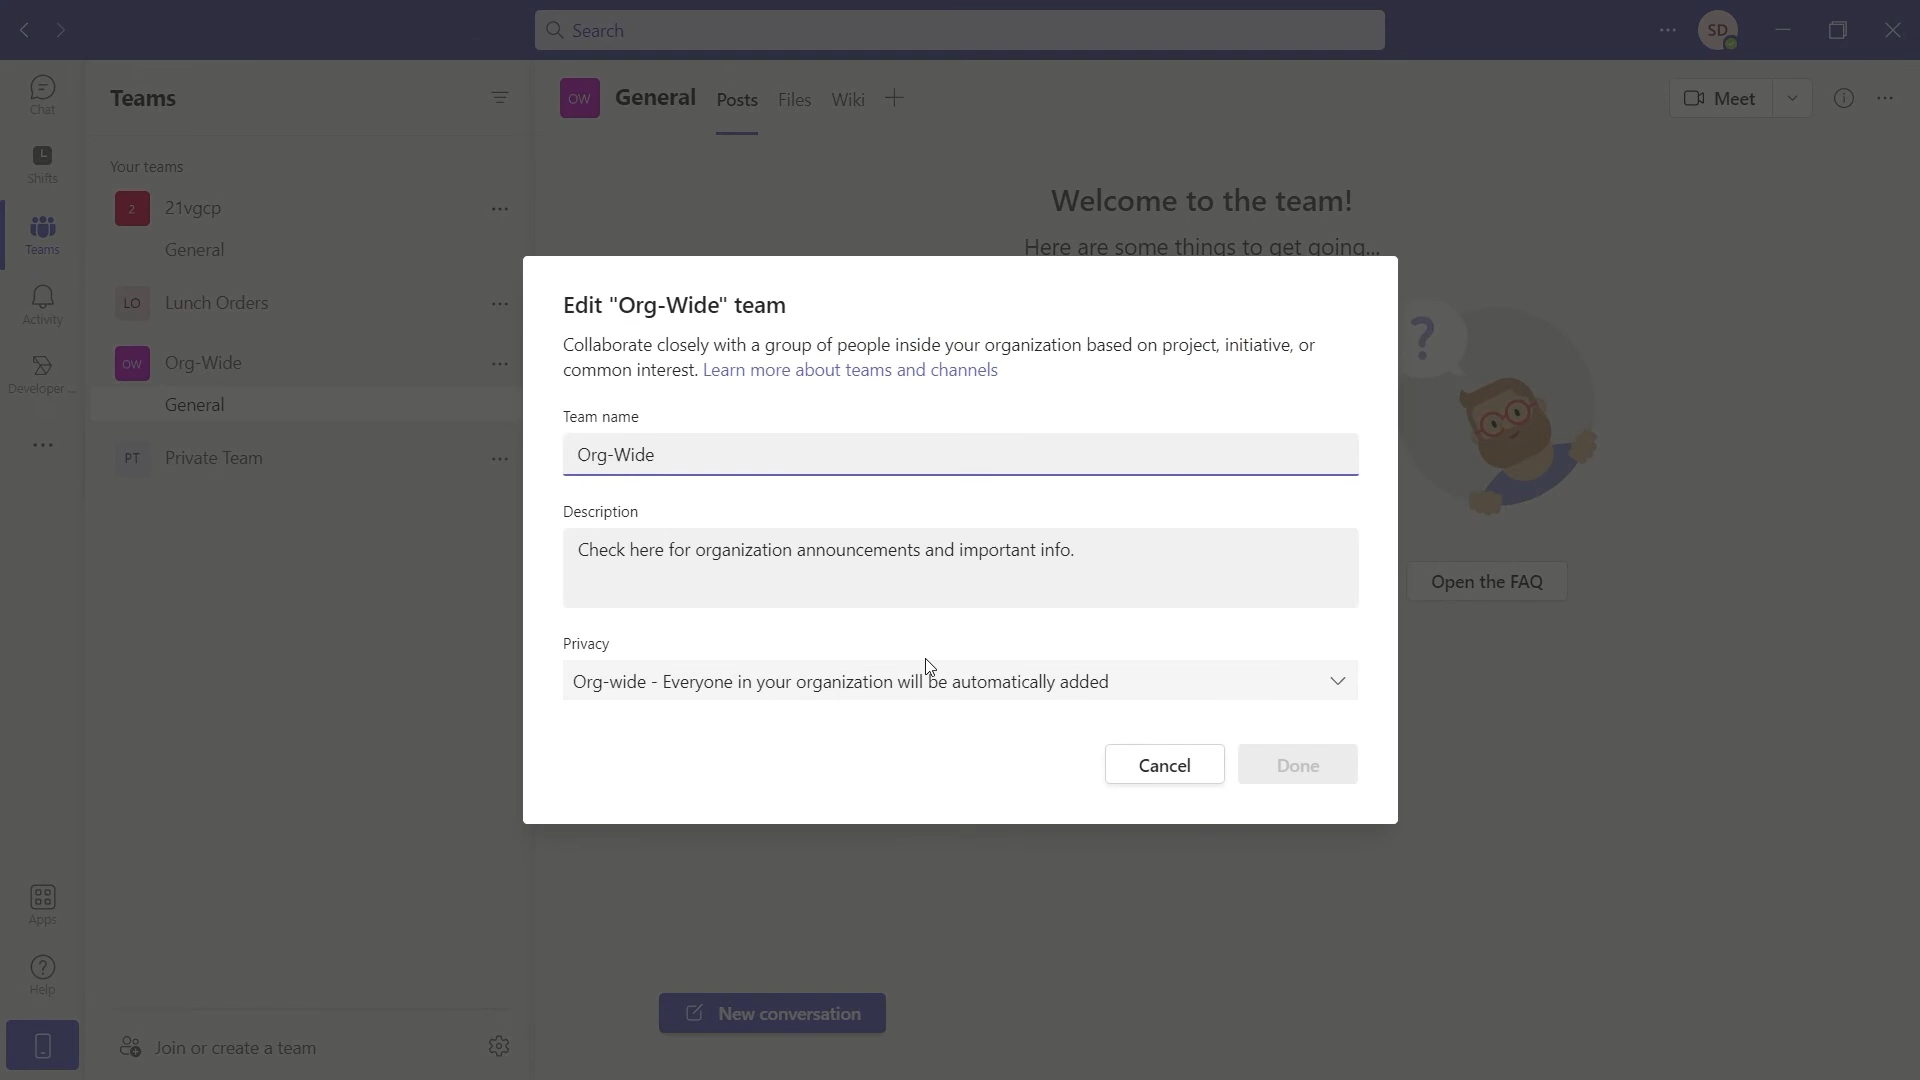 Search
SD
Chat
Shifts
Teams
Activity
Developer ...
Apps
Help
Teams
Your teams
2 21vgcp
General
LO Lunch Orders
OW Org-Wide
General
PT Private Team
Join or create a team
OW General Posts Files Wiki
Meet
Welcome to the team!
Here are some things to get going...
?
Open the FAQ
New conversation
Edit "Org-Wide" team
Collaborate closely with a group of people inside your organization based on project, initiative, or
common interest. Learn more about teams and channels
Team name
Org-Wide
Description
Check here for organization announcements and important info.
Privacy
Org-wide - Everyone in your organization will be automatically added
Cancel
Done